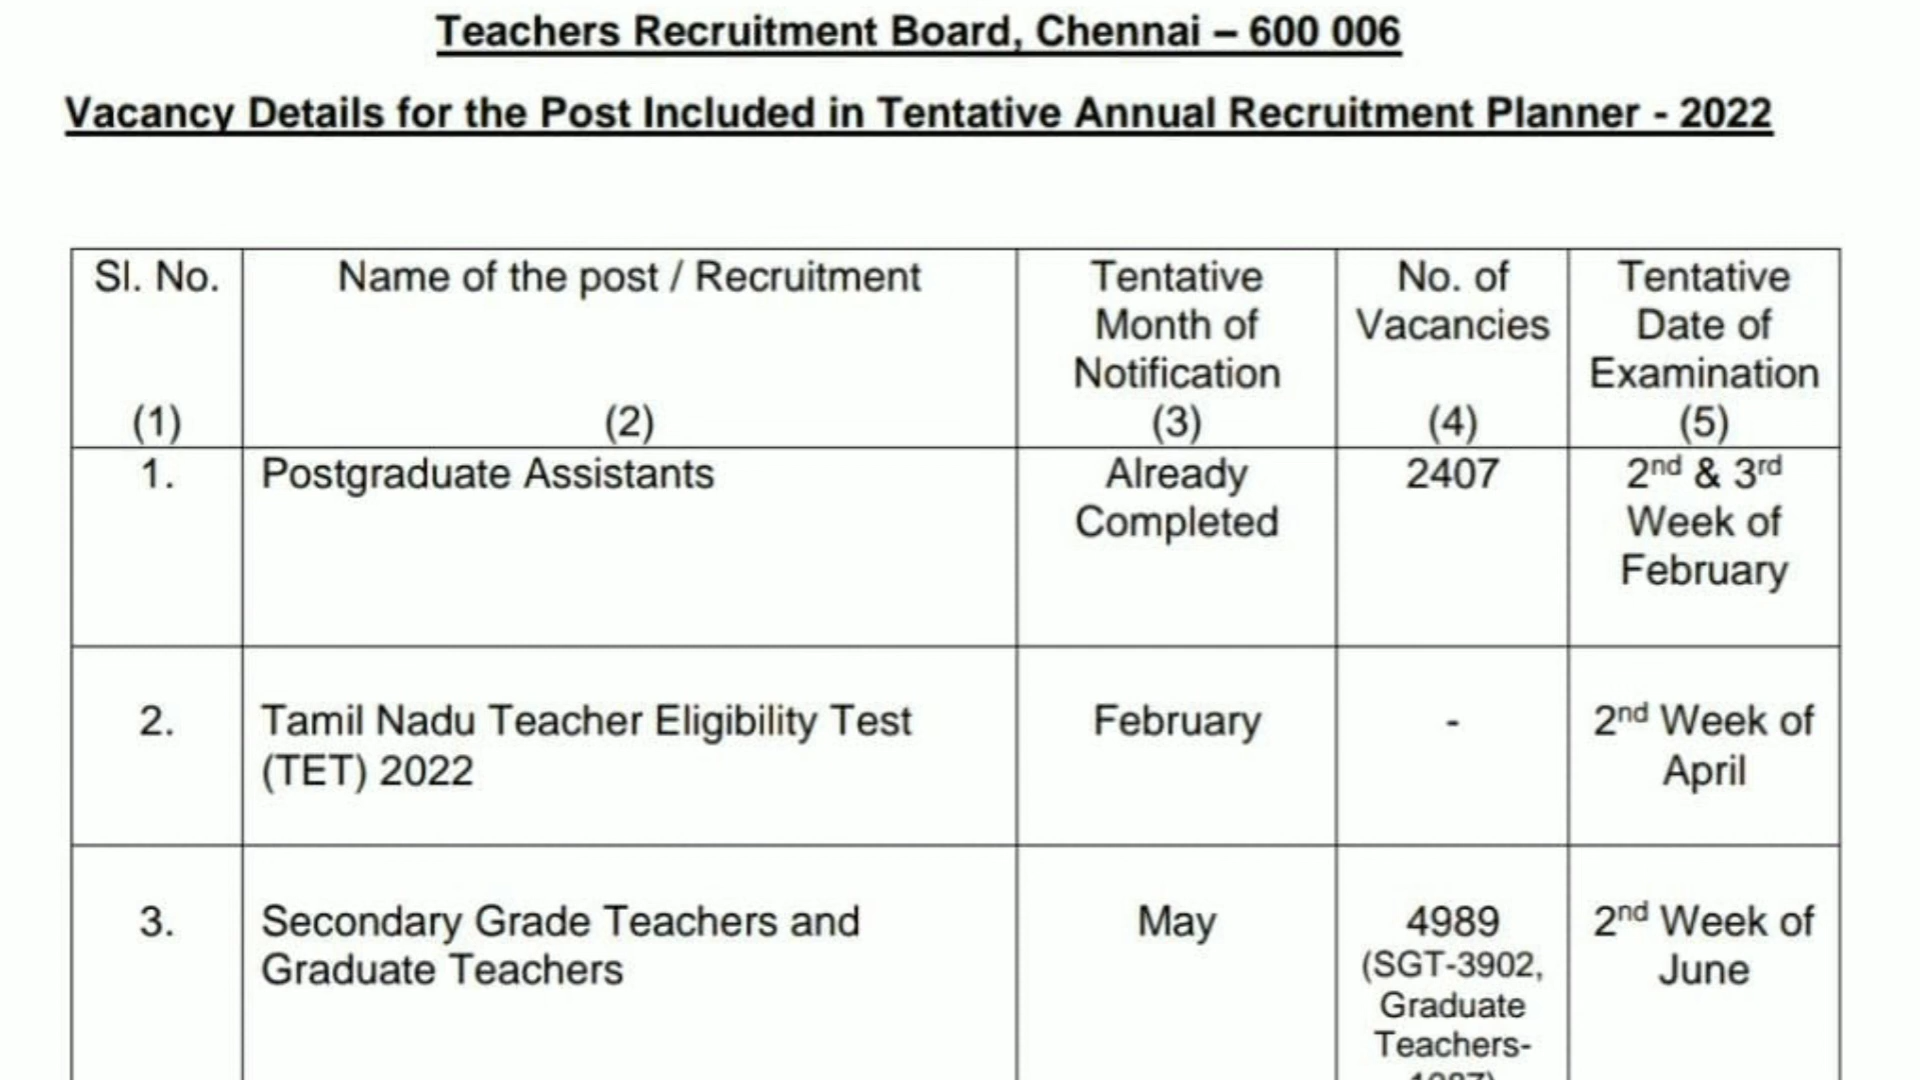 Teachers Recruitment Board, Chennai – 600 006
Vacancy Details for the Post Included in Tentative Annual Recruitment Planner - 2022
Sl. No.
(1)
Name of the post / Recruitment
(2)
Tentative
Month of
Notification
(3)
No. of
Vacancies
(4)
Tentative
Date of
Examination
(5)
1.
Postgraduate Assistants
Already
Completed
2407
2nd & 3rd
Week of
February
2.
Tamil Nadu Teacher Eligibility Test
(TET) 2022
February
-
2nd Week of
April
3.
Secondary Grade Teachers and
Graduate Teachers
May
4989
(SGT-3902,
Graduate
Teachers-
2nd Week of
June